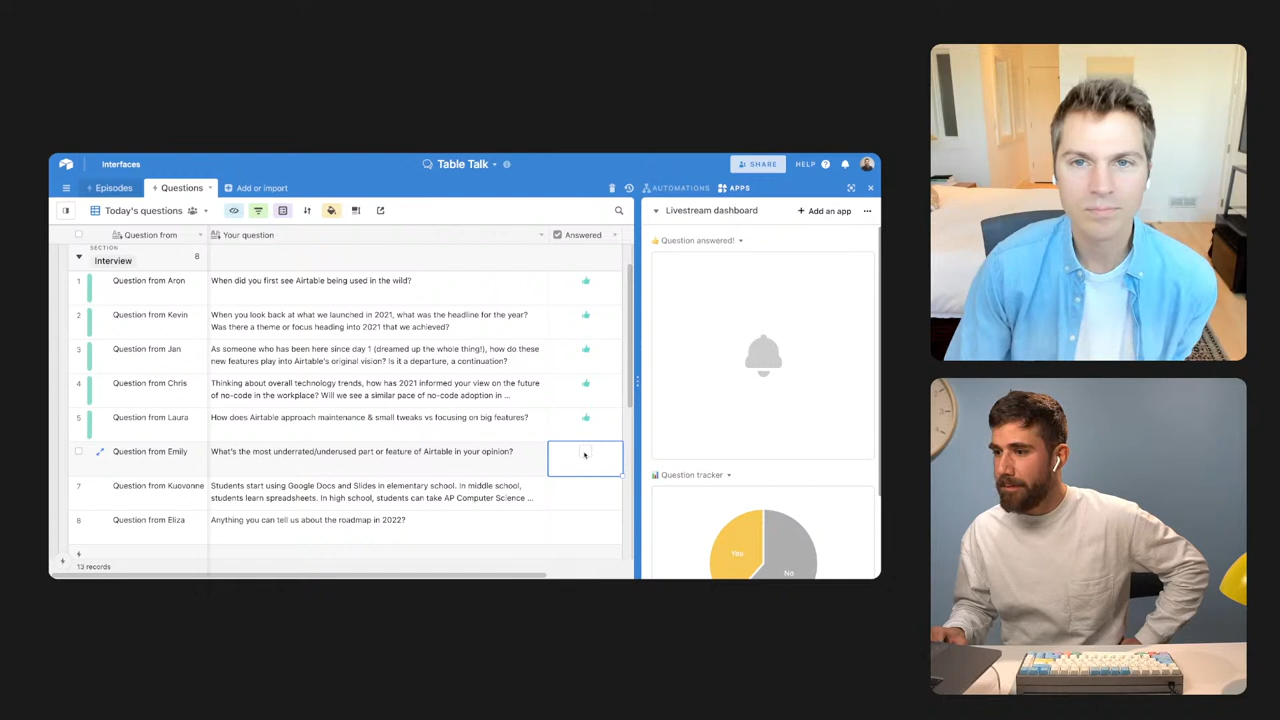 Interfaces
Table Talk
SHARE
HELP
Episodes
Questions
Add or import
AUTOMATIONS
APPS
Today's questions
Livestream dashboard
Add an app
Question from
Your question
Answered
Question answered!
SECTION
Interview
8
1
Question from Aron
When did you first see Airtable being used in the wild?
2
Question from Kevin
When you look back at what we launched in 2021, what was the headline for the year?
Was there a theme or focus heading into 2021 that we achieved?
3
Question from Jan
As someone who has been here since day 1 (dreamed up the whole thing!), how do these
new features play into Airtable's original vision? Is it a departure, a continuation?
4
Question from Chris
Thinking about overall technology trends, how has 2021 informed your view on the future
of no-code in the workplace? Will we see a similar pace of no-code adoption in ...
5
Question from Laura
How does Airtable approach maintenance & small tweaks vs focusing on big features?
Question from Emily
What's the most underrated/underused part or feature of Airtable in your opinion?
7
Question from Kuovonne
Students start using Google Docs and Slides in elementary school. In middle school,
students learn spreadsheets. In high school, students can take AP Computer Science ...
8
Question from Eliza
Anything you can tell us about the roadmap in 2022?
13 records
Question tracker
Yes
No